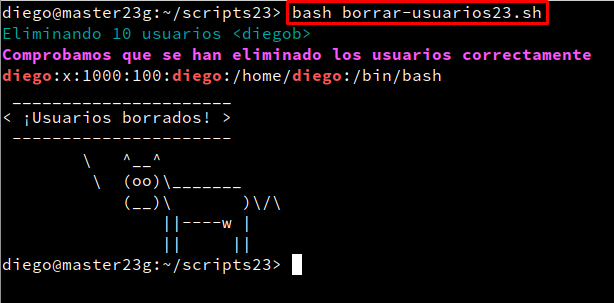 diego@master23g:~/scripts23> bash borrar-usuarios23.sh
Eliminando 10 usuarios <diegob>
Comprobamos que se han eliminado los usuarios correctamente
diego:x:1000:100:diego:/home/diego:/bin/bash
 ______________________
< ¡Usuarios borrados! >
 ----------------------
        \   ^__^
         \  (oo)\_______
            (__)\       )\/\
                ||----w |
                ||     ||
diego@master23g:~/scripts23>